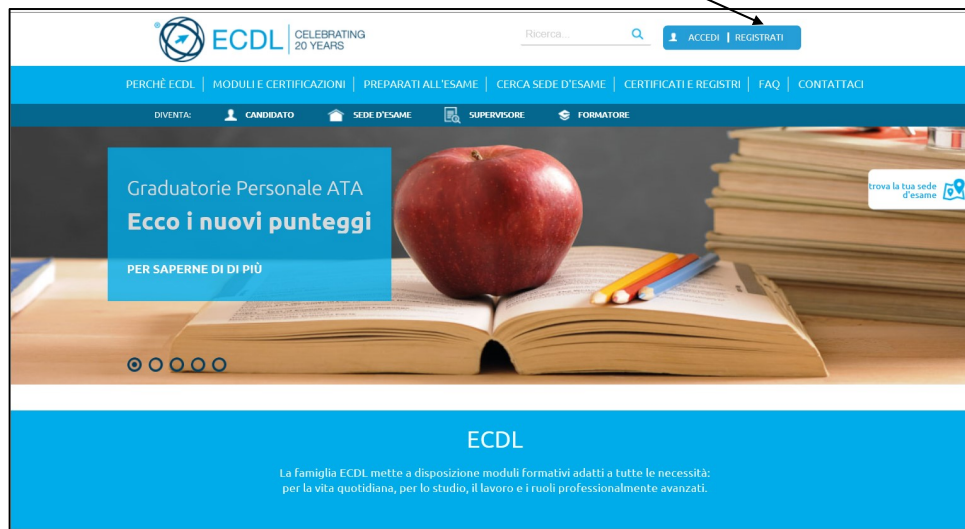 ECDL
CELEBRATING
20 YEARS
Ricerca...
ACCEDI | REGISTRATI
PERCHÈ ECDL | MODULI E CERTIFICAZIONI | PREPARATI ALL'ESAME | CERCA SEDE D'ESAME | CERTIFICATI E REGISTRI | FAQ | CONTATTACI
DIVENTA: CANDIDATO SEDE D'ESAME SUPERVISORE FORMATORE
Graduatorie Personale ATA
Ecco i nuovi punteggi
PER SAPERNE DI DI PIÙ
trova la tua sede
d'esame
ECDL
La famiglia ECDL mette a disposizione moduli formativi adatti a tutte le necessità:
per la vita quotidiana, per lo studio, il lavoro e i ruoli professionalmente avanzati.